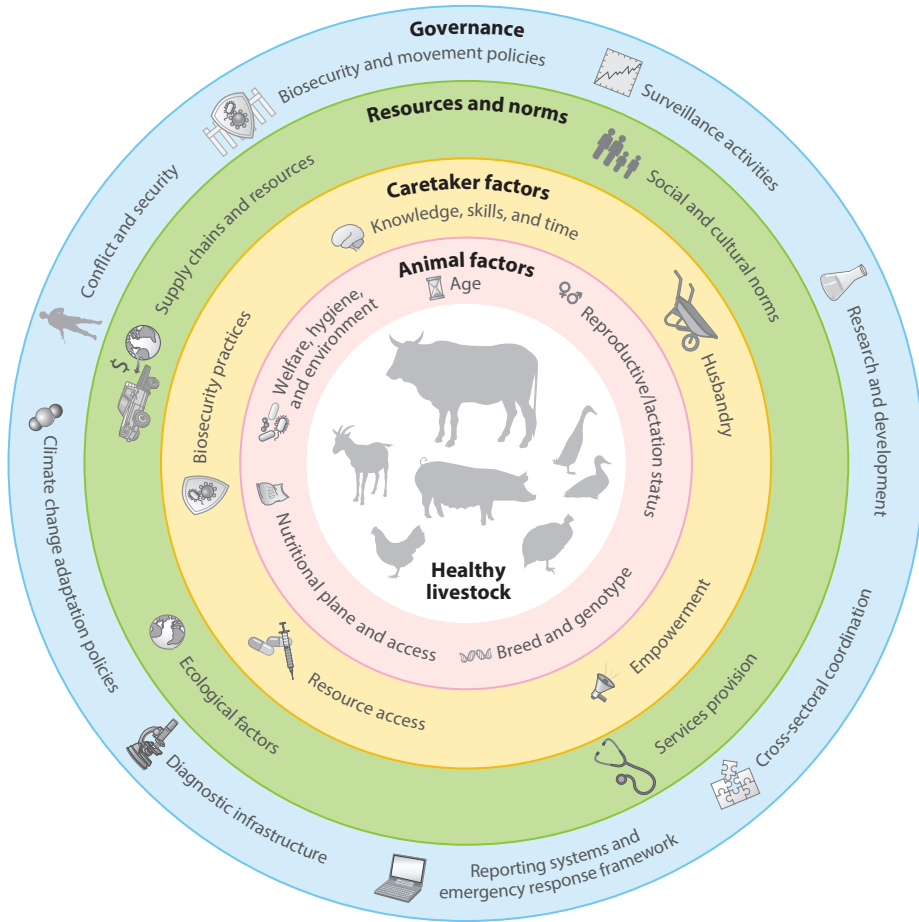 Governance
Biosecurity and movement policies
Surveillance activities
Research and development
Cross-sectoral coordination
Reporting systems and
emergency response framework
Diagnostic infrastructure
Climate change adaptation policies
Conflict and security
Resources and norms
Social and cultural norms
Services provision
Ecological factors
Supply chains and resources
$
Caretaker factors
Knowledge, skills, and time
Husbandry
Empowerment
Resource access
Biosecurity practices
Animal factors
Age
Reproductive/lactation status
Breed and genotype
Nutritional plane and access
Welfare, hygiene,
and environment
Healthy
livestock